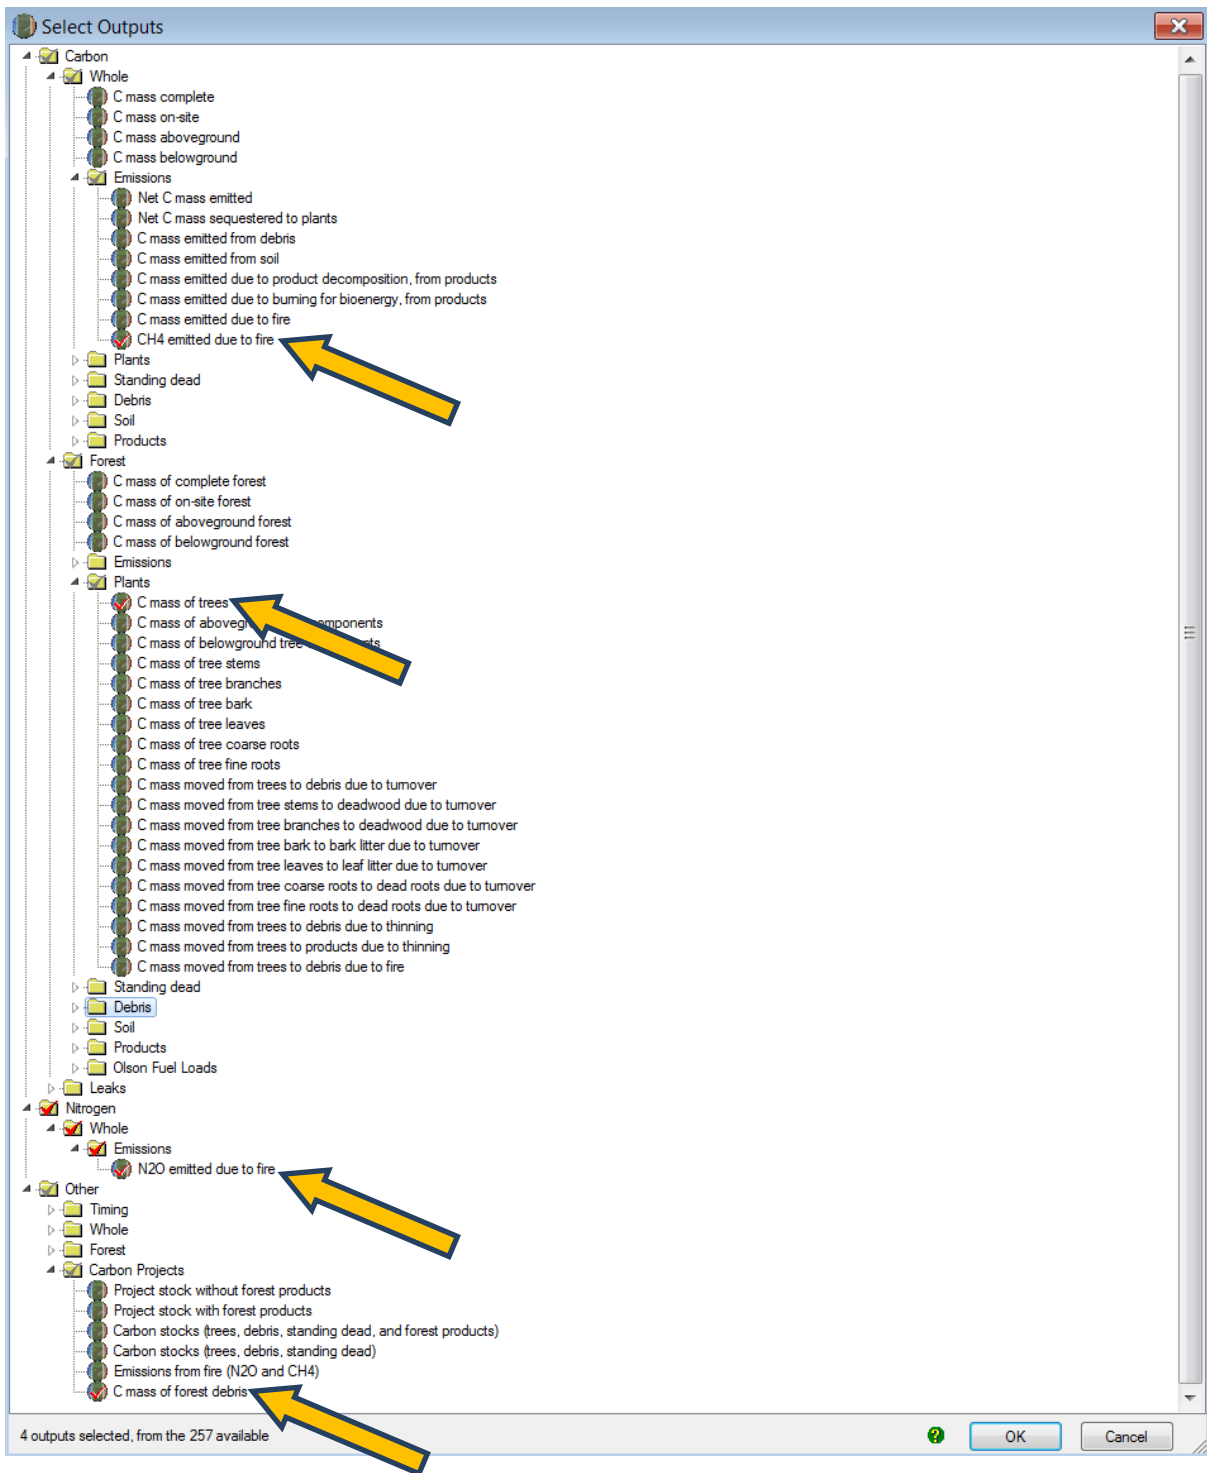 Select Outputs
Carbon
Whole
C mass complete
C mass on-site
C mass aboveground
C mass belowground
Emissions
Net C mass emitted
Net C mass sequestered to plants
C mass emitted from debris
C mass emitted from soil
C mass emitted due to product decomposition, from products
C mass emitted due to burning for bioenergy, from products
C mass emitted due to fire
CH4 emitted due to fire
Plants
Standing dead
Debris
Soil
Products
Forest
C mass of complete forest
C mass of on-site forest
C mass of aboveground forest
C mass of belowground forest
Emissions
Plants
C mass of trees
C mass of
C mass of belowground tree
C mass of tree stems
C mass of tree branches
C mass of tree bark
C mass of tree leaves
C mass of tree coarse roots
C mass of tree fine roots
C mass moved from trees to debris due to turnover
C mass moved from tree stems to deadwood due to turnover
C mass moved from tree branches to deadwood due to turnover
C mass moved from tree bark to bark litter due to turnover
C mass moved from tree leaves to leaf litter due to turnover
C mass moved from tree coarse roots to dead roots due to turnover
C mass moved from tree fine roots to dead roots due to turnover
C mass moved from trees to debris due to thinning
C mass moved from trees to products due to thinning
C mass moved from trees to debris due to fire
Standing dead
Debris
Soil
Products
Olson Fuel Loads
Leaks
Nitrogen
Whole
Emissions
N2O emitted due to fire
Other
Timing
Whole
Forest
Carbon Projects
Project stock without forest products
Project stock with forest products
Carbon stocks (trees, debris, standing dead, and forest products)
Carbon stocks (trees, debris, standing dead)
Emissions from fire (N2O and CH4)
C mass of forest debris
4 outputs selected, from the 257 available
?
OK
Cancel